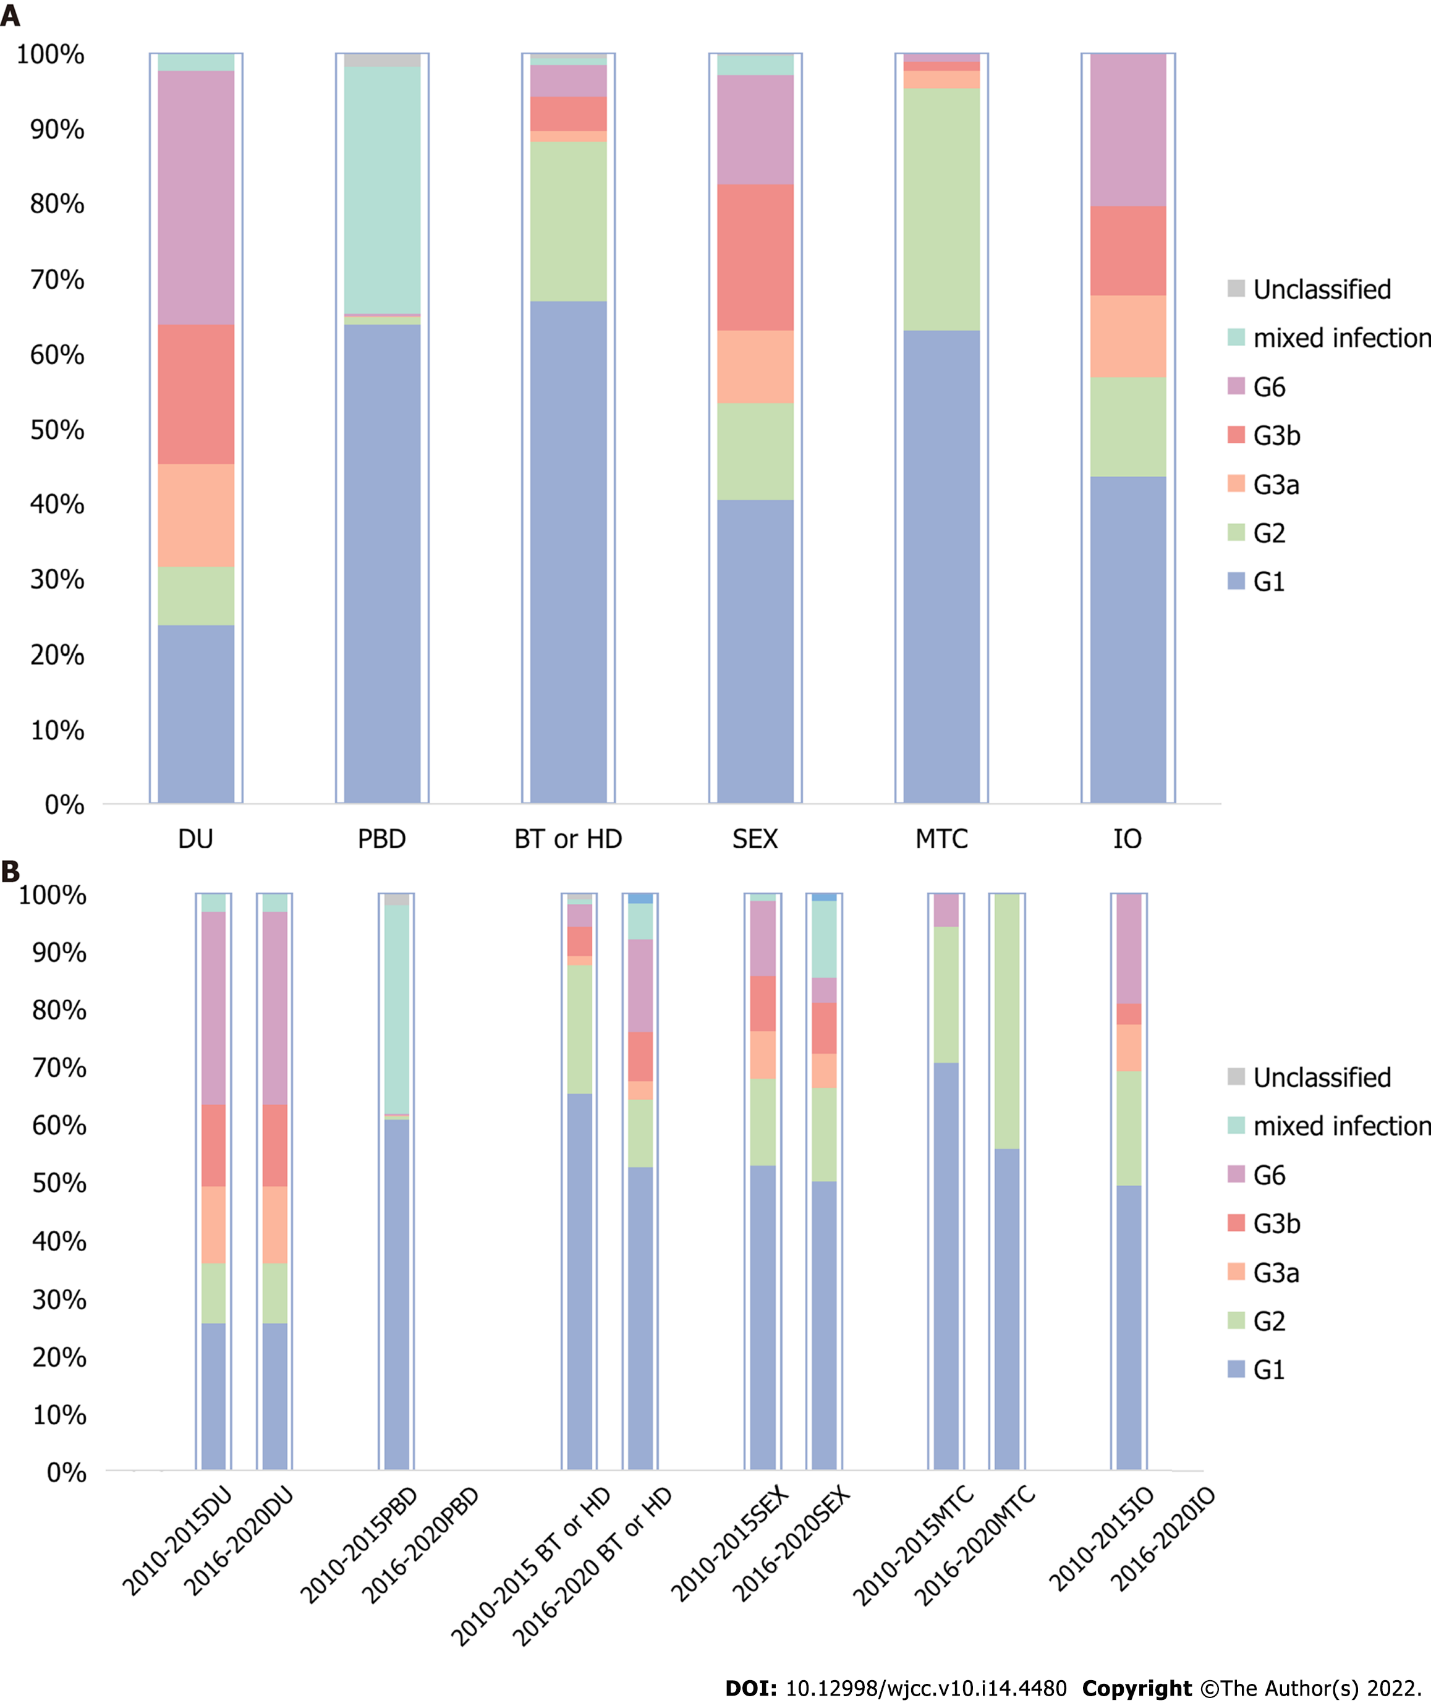 A
100%
90%
80%
70%
60%
50%
40%
30%
20%
10%
0%
DU PBD BT or HD SEX MTC IO
Unclassified
mixed infection
G6
G3b
G3a
G2
G1
B
100%
90%
80%
70%
60%
50%
40%
30%
20%
10%
0%
2010-2015DU
2016-2020DU
2010-2015PBD
2016-2020PBD
2010-2015 BT or HD
2016-2020 BT or HD
2010-2015SEX
2016-2020SEX
2010-2015MTC
2016-2020MTC
2010-2015IO
2016-2020IO
Unclassified
mixed infection
G6
G3b
G3a
G2
G1
DOI: 10.12998/wjcc.v10.i14.4480 Copyright ©The Author(s) 2022.